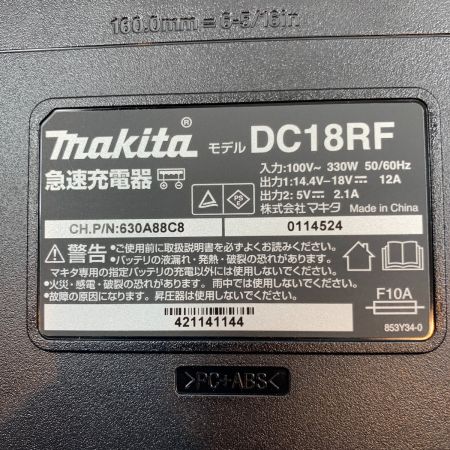 160.0mm = 6-5/16in
makita® モデル DC18RF
急速充電器
入力:100V~ 330W 50/60Hz
出力1:14.4V-18V⎓ 12A
出力2: 5V⎓ 2.1A
株式会社マキタ Made in China
PS E
CH.P/N:630A88C8 0114524
⚠警告 •ご使用前に取扱説明書を必ずよくお読みください。
•バッテリの液漏れ・発熱・破裂の恐れがあります。
マキタ専用の指定バッテリの充電以外には使用しないでください。
•火災・感電・破裂の恐れあり。雨中では使用しないでください。
•故障の原因になります。昇圧器は使用しないでください。
F10A
421141144
853Y34-0
>PC+ABS<